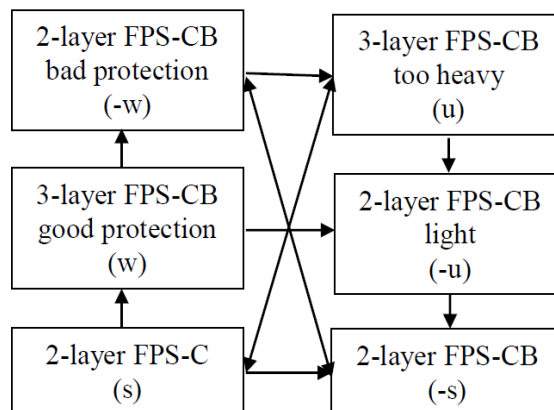 2-layer FPS-CB
bad protection
(-w)
3-layer FPS-CB
too heavy
(u)
3-layer FPS-CB
good protection
(w)
2-layer FPS-CB
light
(-u)
2-layer FPS-C
(s)
2-layer FPS-CB
(-s)